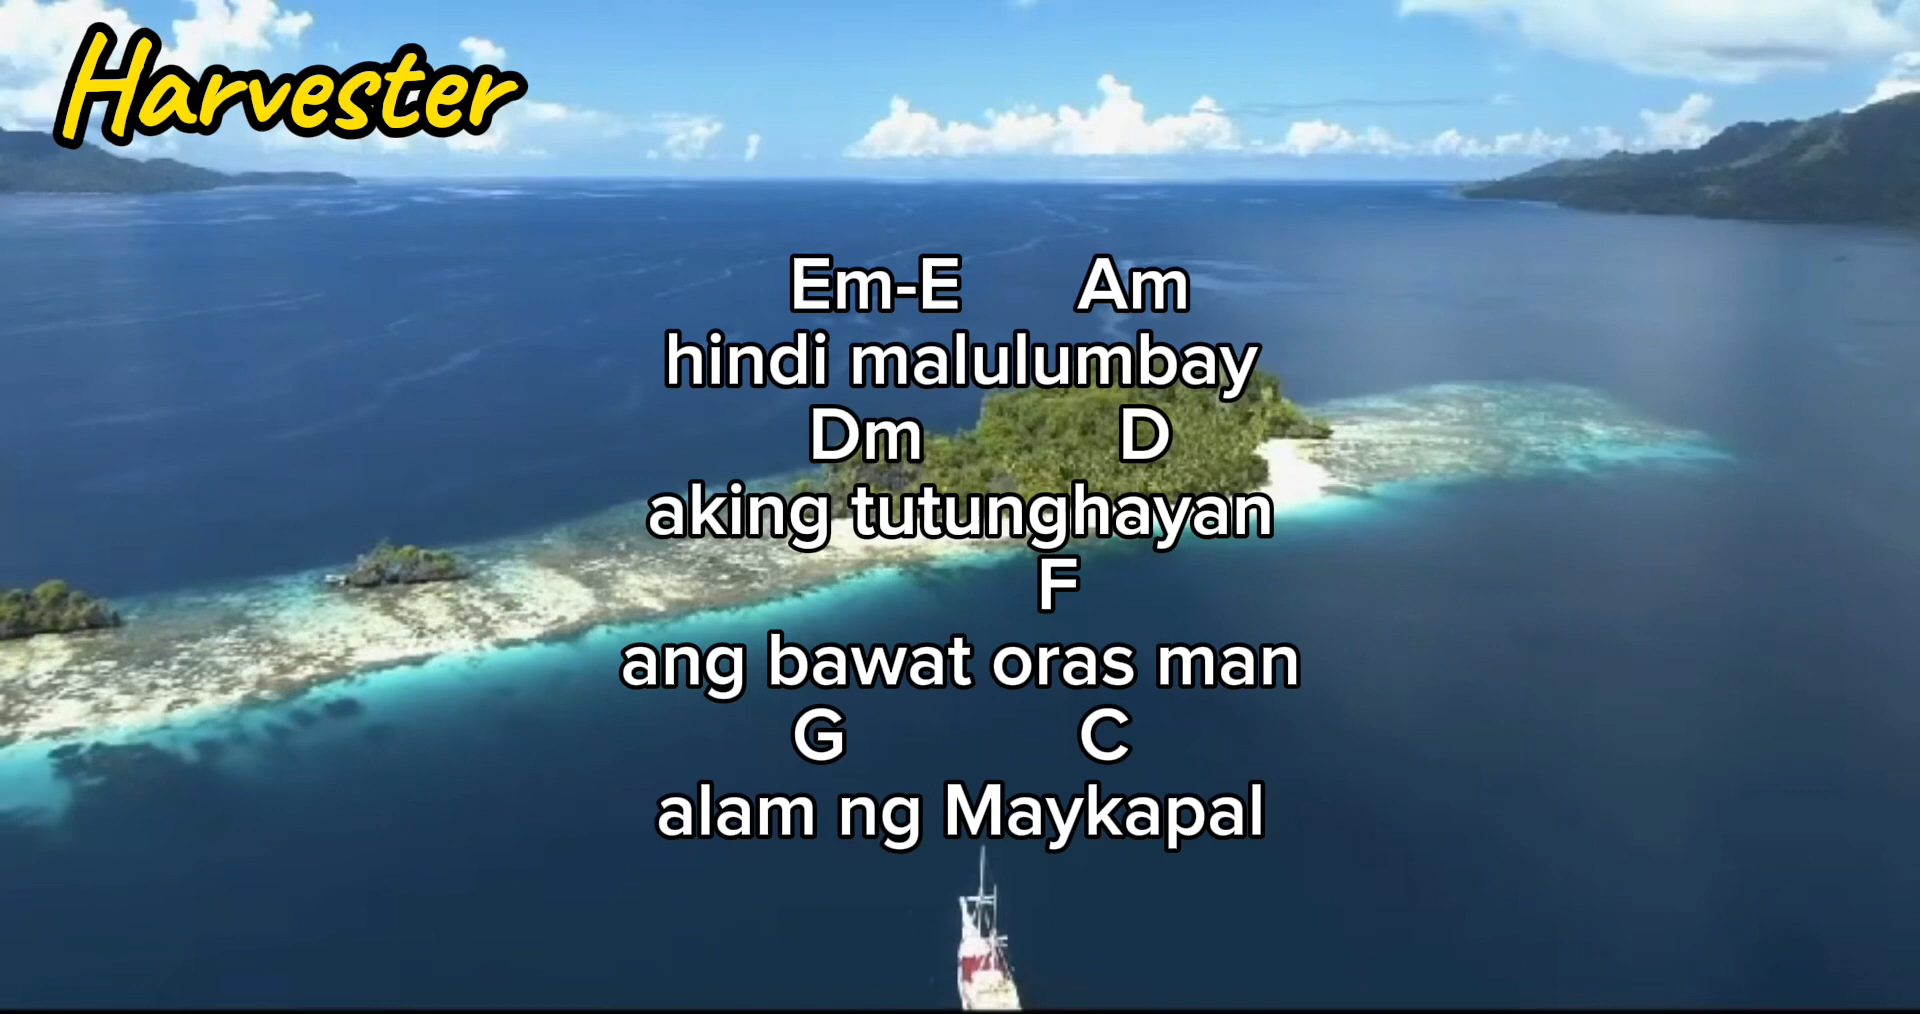 Harvester
Em-E Am
hindi malulumbay
Dm D
aking tutunghayan
F
ang bawat oras man
G C
alam ng Maykapal